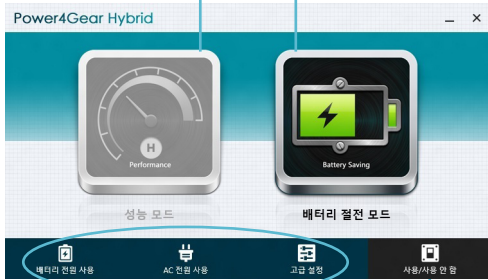 Power4Gear Hybrid
H
Performance
Battery Saving
성능 모드
배터리 절전 모드
배터리 전원 사용
AC 전원 사용
고급 설정
사용/사용 안 함